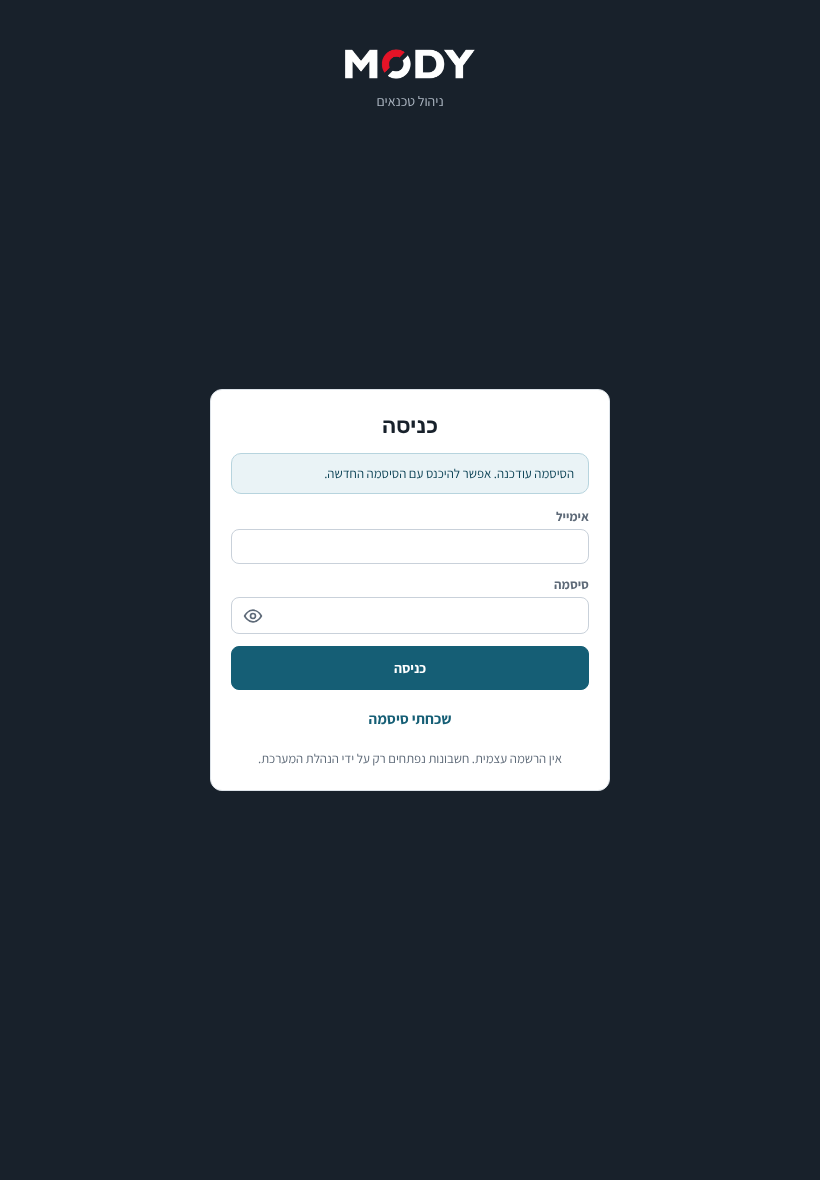 MODY
ניהול טכנאים
כניסה
הסיסמה עודכנה. אפשר להיכנס עם הסיסמה החדשה.
אימייל
סיסמה
כניסה
שכחתי סיסמה
אין הרשמה עצמית. חשבונות נפתחים רק על ידי הנהלת המערכת.